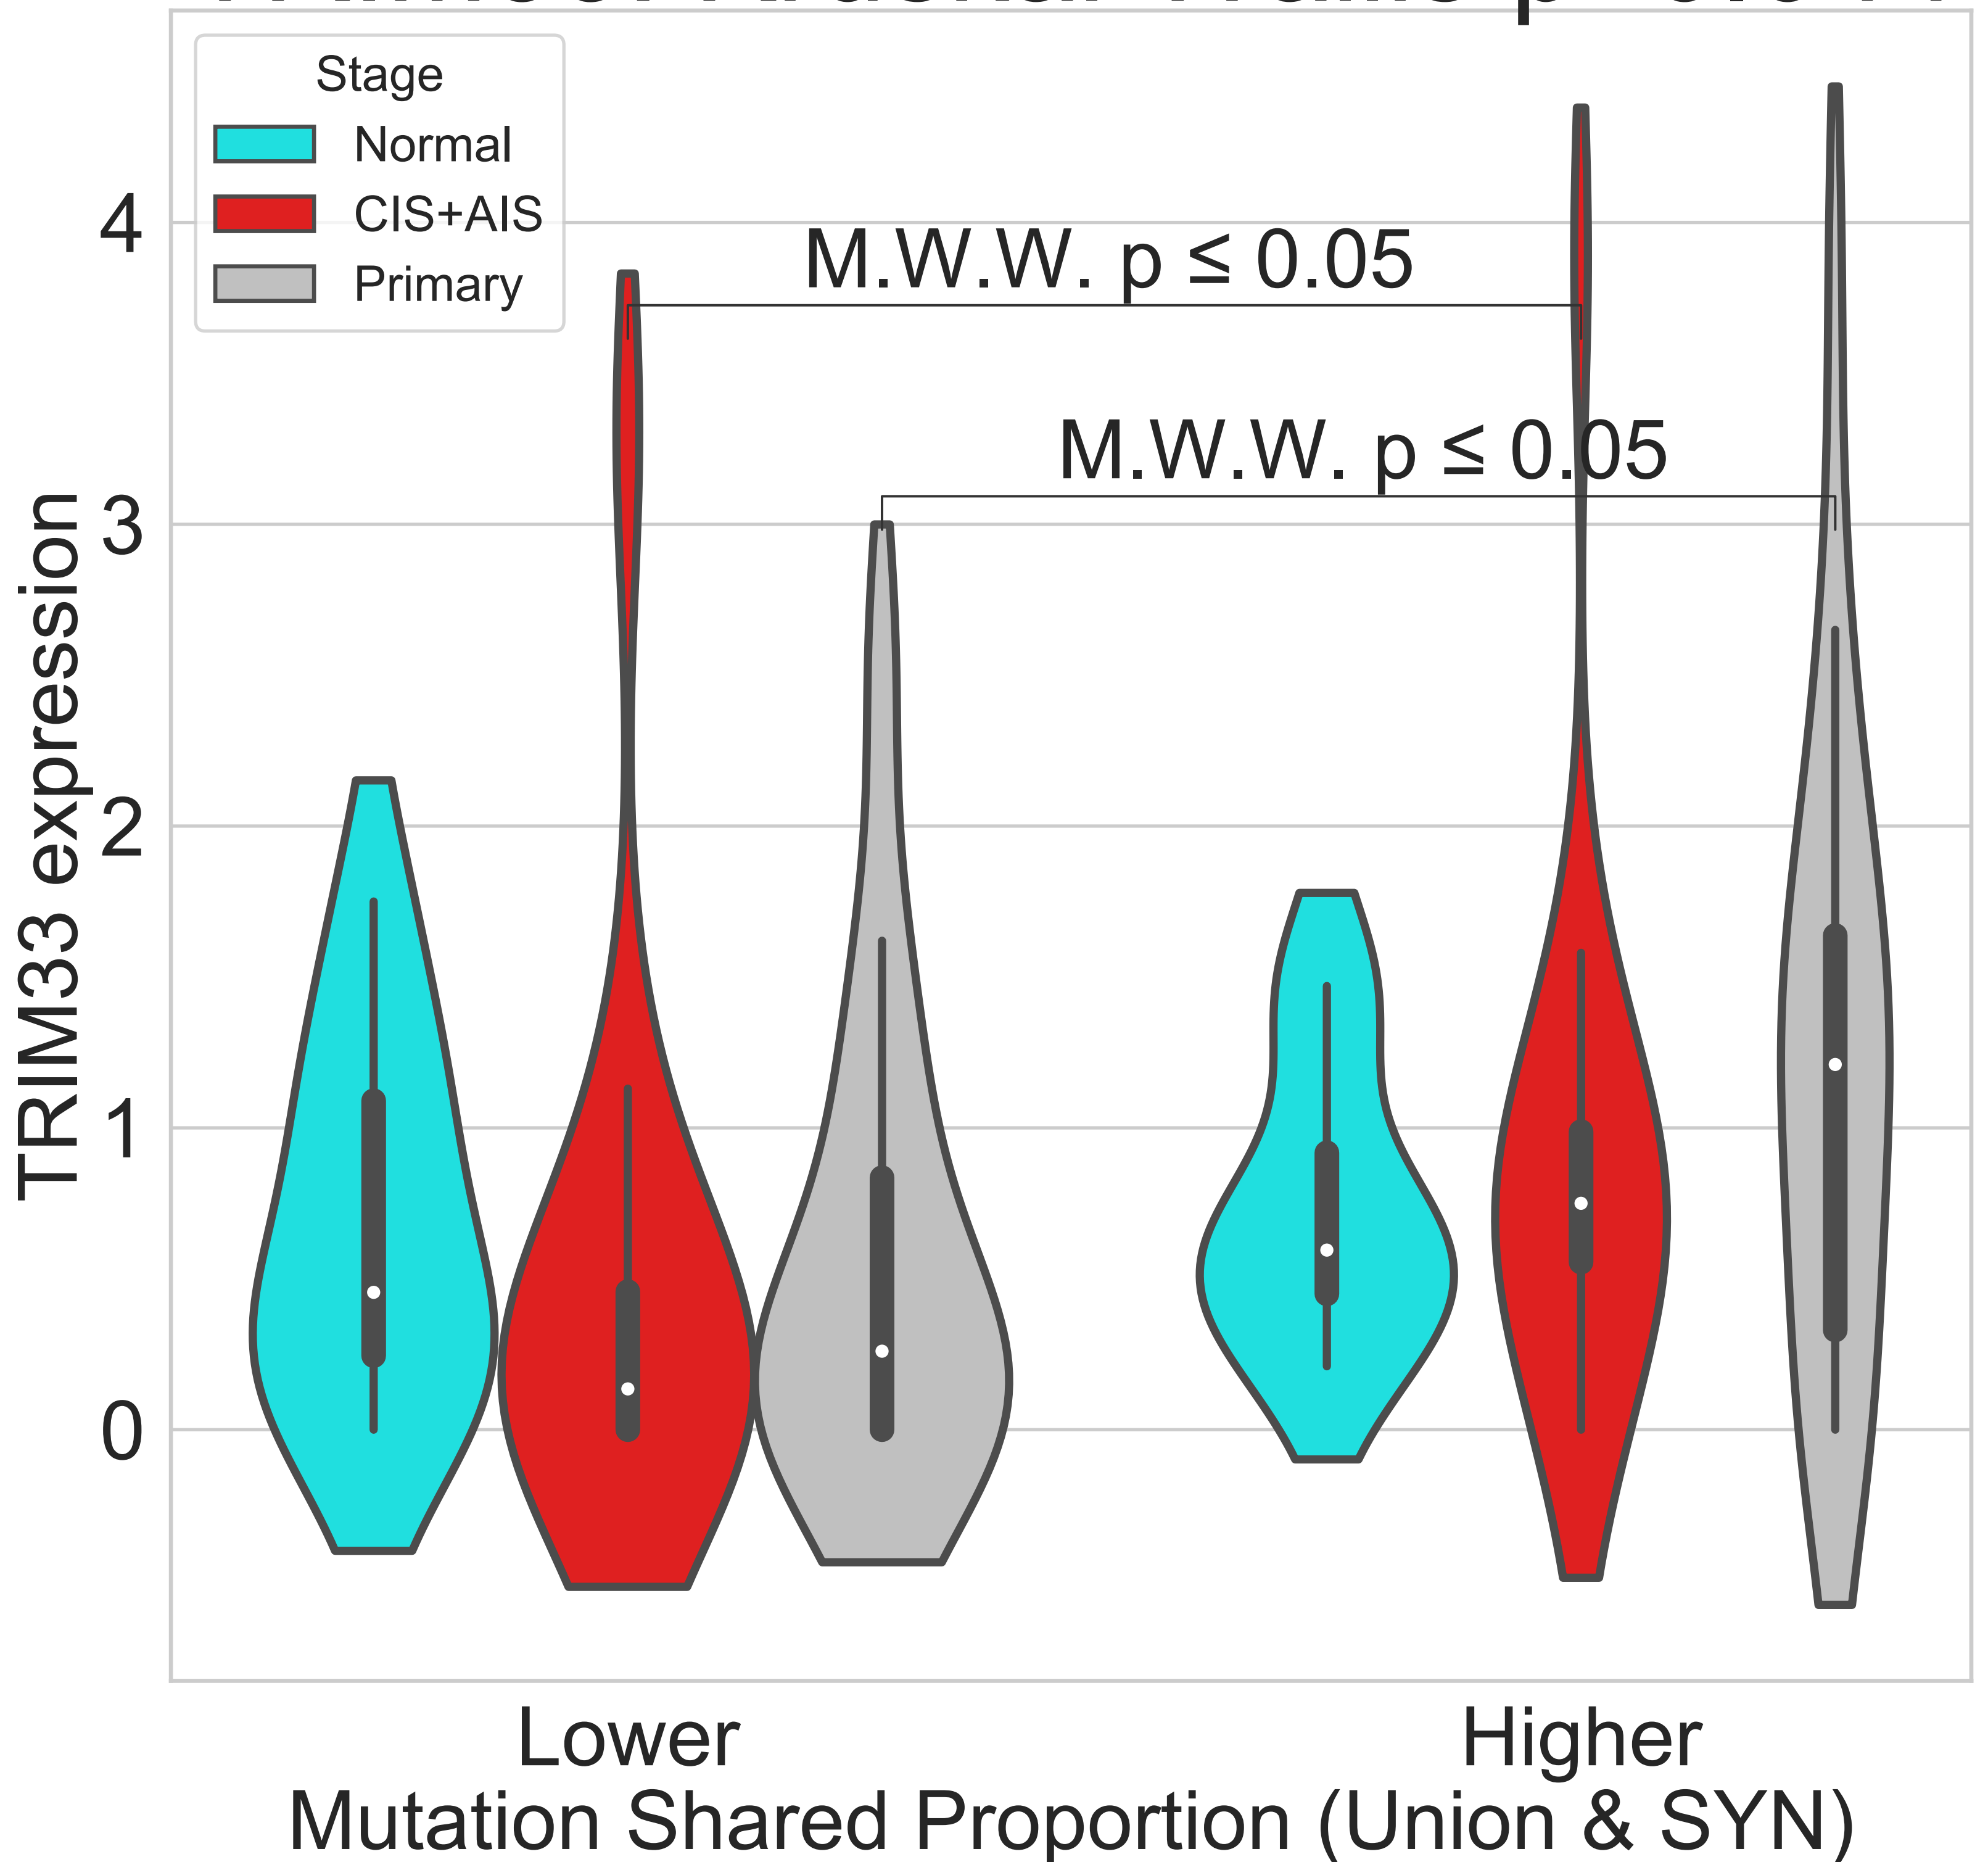 Stage
Normal
CIS+AIS
Primary
M.W.W. p ≤ 0.05
M.W.W. p ≤ 0.05
4
3
2
1
0
TRIM33 expression
Lower
Higher
Mutation Shared Proportion (Union & SYN)